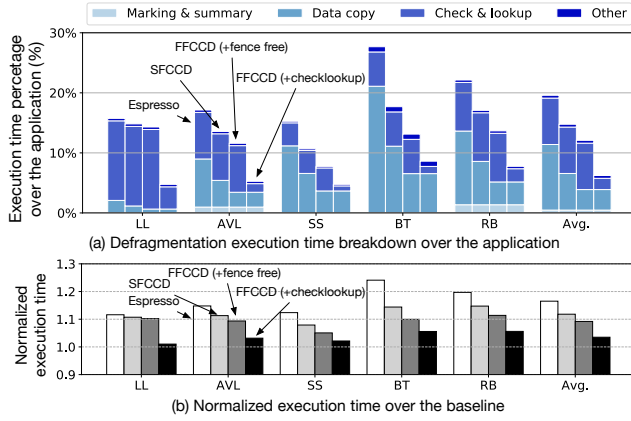 Marking & summary Data copy Check & lookup Other
Execution time percetage
over the application (%)
30%
20%
10%
0%
FFCCD (+fence free)
SFCCD
FFCCD (+checklookup)
Espresso
LL AVL SS BT RB Avg.
(a) Defragmentation execution time breakdown over the application
Normalized
execution time
1.3
1.2
1.1
1.0
0.9
FFCCD (+fence free)
SFCCD
FFCCD (+checklookup)
Espresso
LL AVL SS BT RB Avg.
(b) Normalized execution time over the baseline